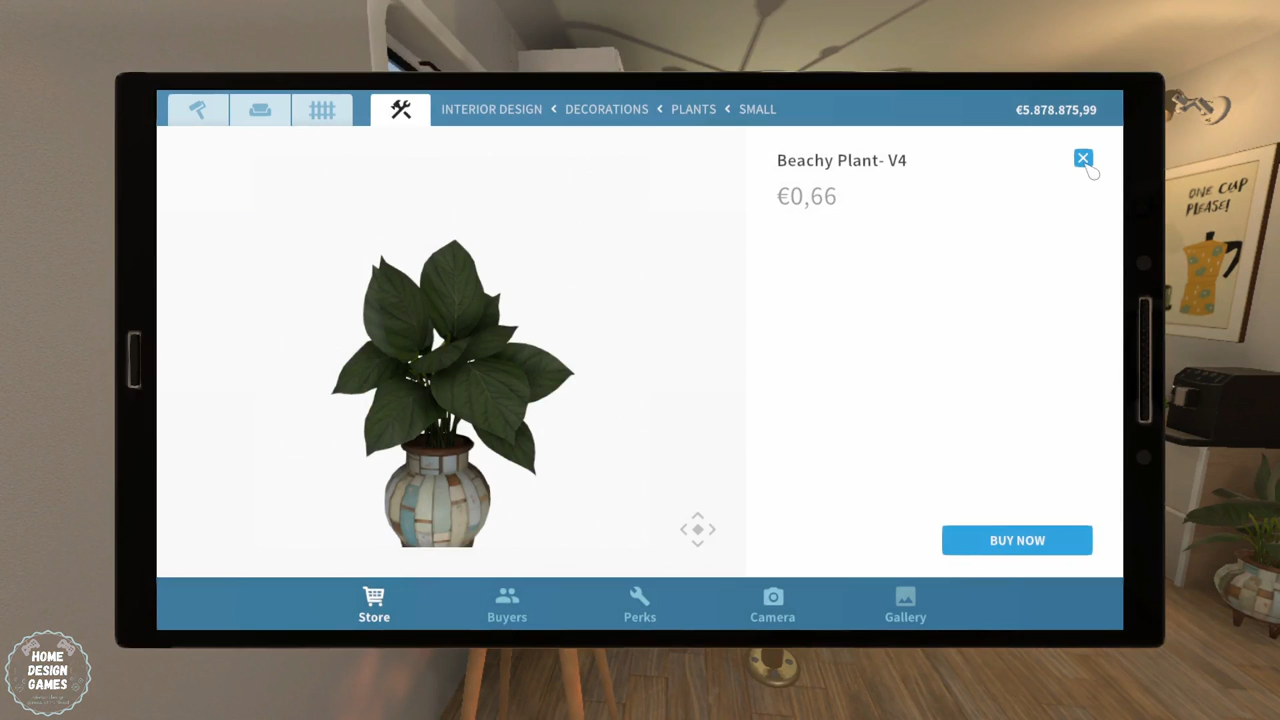 INTERIOR DESIGN < DECORATIONS < PLANTS < SMALL
€5.878.875,99
Beachy Plant- V4
€0,66
ONE CUP
PLEASE!
BUY NOW
Store
Buyers
Perks
Camera
Gallery
HOME
DESIGN
GAMES